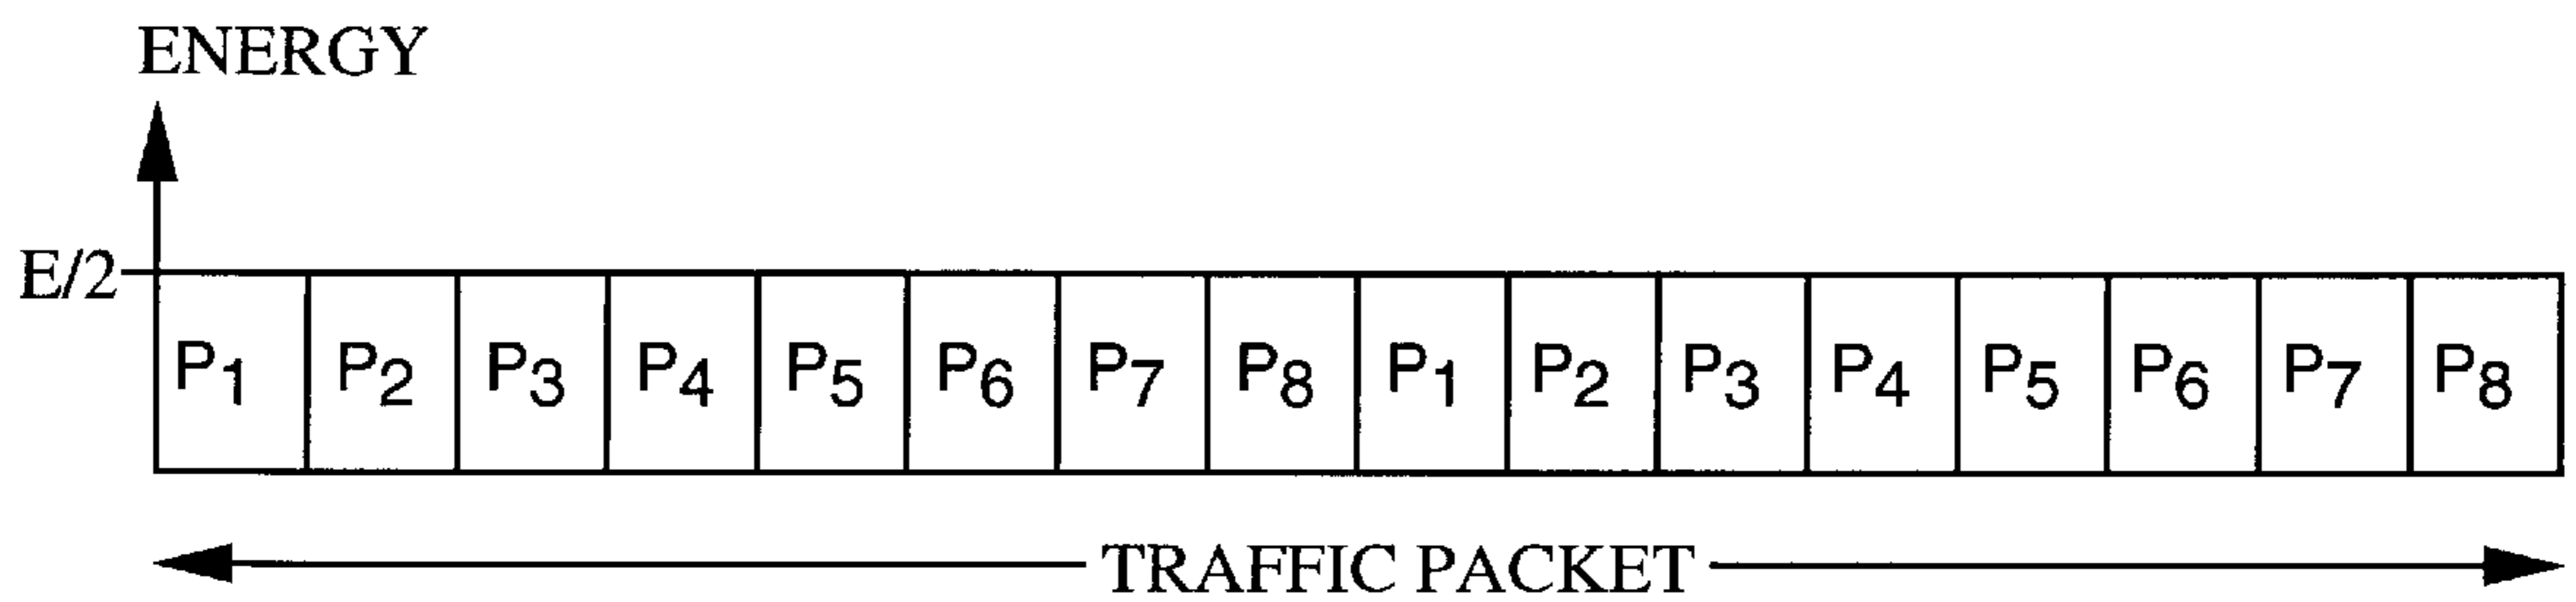 ENERGY
E/2
P1 P2 P3 P4 P5 P6 P7 P8 P1 P2 P3 P4 P5 P6 P7 P8
TRAFFIC PACKET